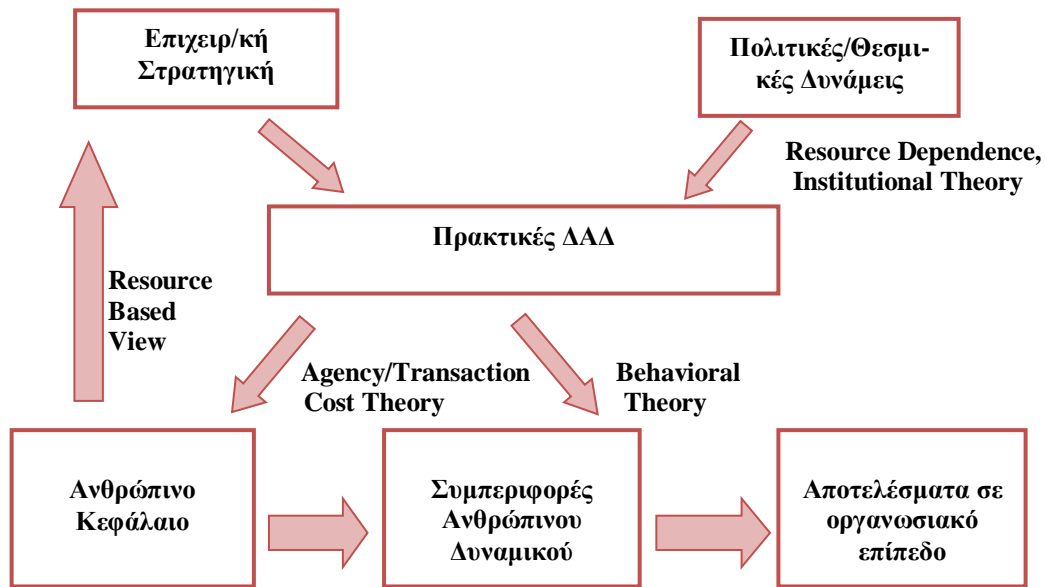 Επιχειρ/κή
Στρατηγική
Πολιτικές/Θεσμι-
κές Δυνάμεις
Resource Dependence,
Institutional Theory
Πρακτικές ΔΑΔ
Resource
Based
View
Agency/Transaction
Cost Theory
Behavioral
Theory
Ανθρώπινο
Κεφάλαιο
Συμπεριφορές
Ανθρώπινου
Δυναμικού
Αποτελέσματα σε
οργανωσιακό
επίπεδο